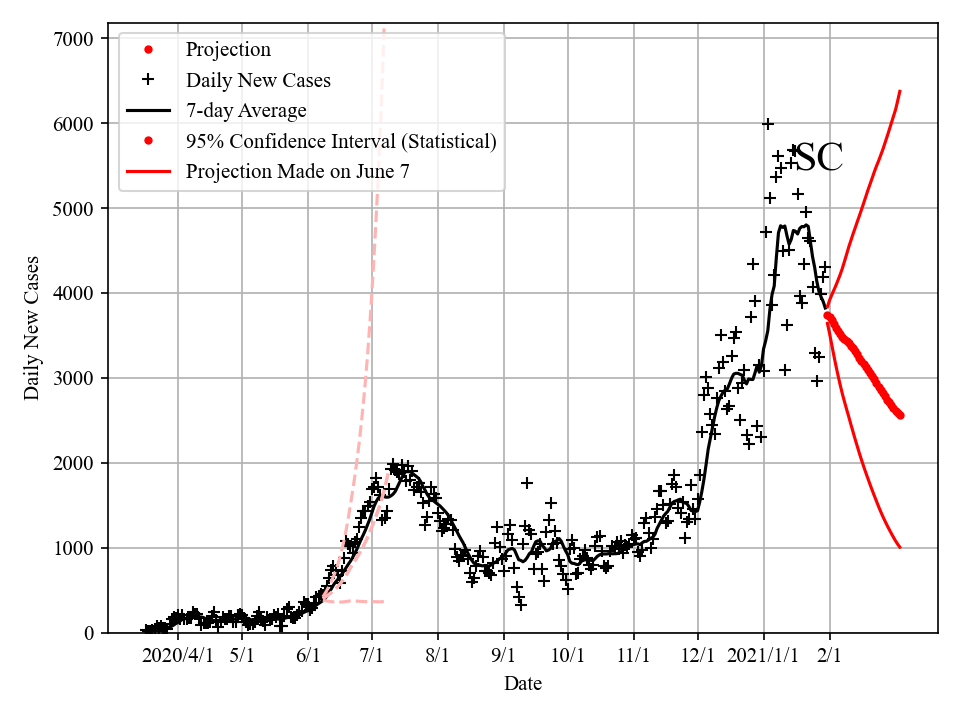 7000
6000
5000
4000
3000
2000
1000
0
Daily New Cases
Projection
Daily New Cases
7-day Average
95% Confidence Interval (Statistical)
Projection Made on June 7
SC
2020/4/1 5/1 6/1 7/1 8/1 9/1 10/1 11/1 12/1 2021/1/1 2/1
Date